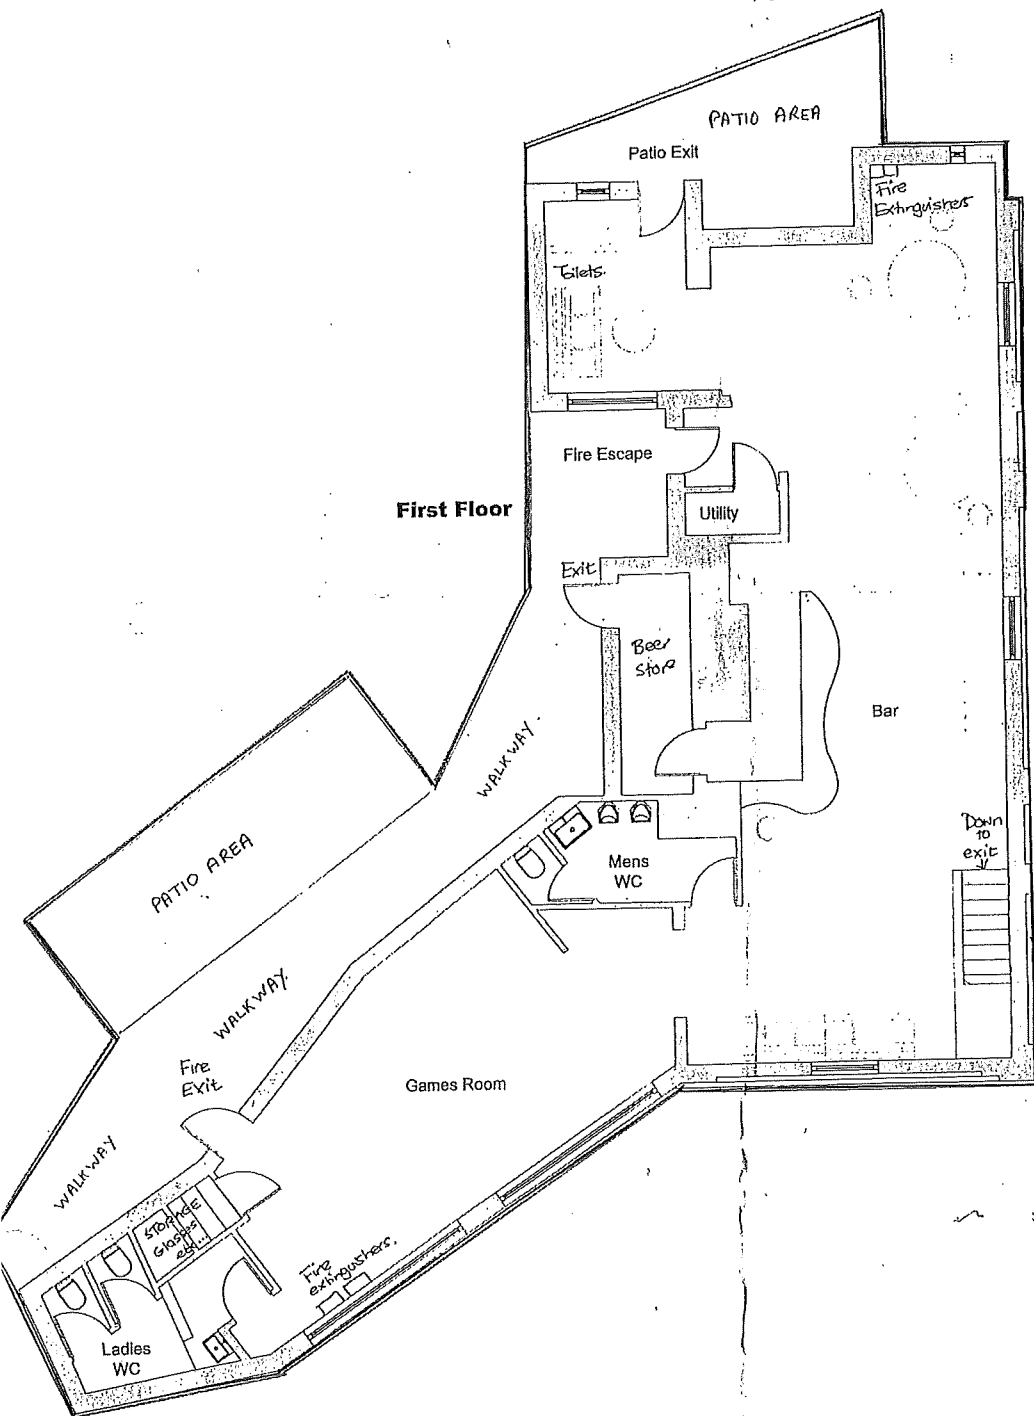 PATIO AREA
Patio Exit
Fire
Extinguishers
Toilets.
Fire Escape
First Floor
Utility
Exit
Beer
Store
Bar
WALKWAY.
Down
to
exit
PATIO AREA
Mens
WC
WALKWAY.
Fire
Exit
Games Room
WALKWAY
STORAGE
Glasses
etc...
Fire
extinguishers.
Ladies
WC